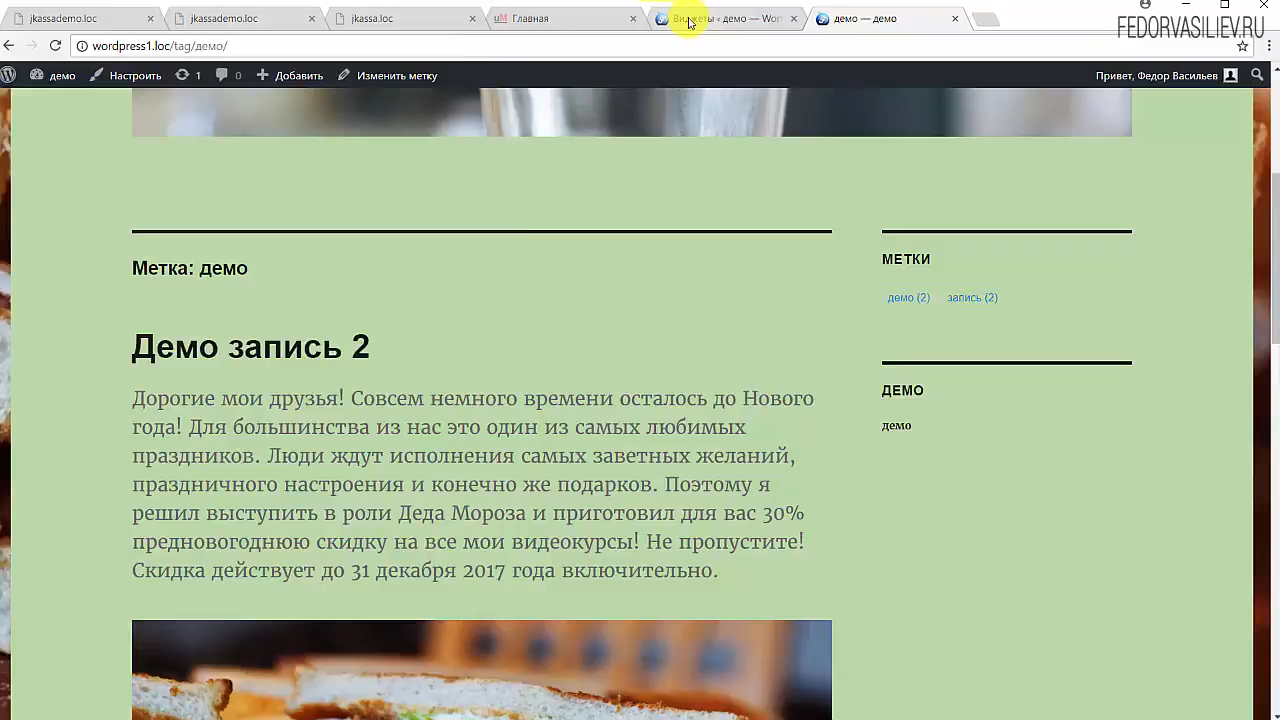 jkassademo.loc
jkassademo.loc
jkassa.loc
uM Главная
Виджеты ‹ демо — Wor
демо — демо
FEDORVASILIEV.RU
wordpress1.loc/tag/демо/
демо
Настроить
1
0
Добавить
Изменить метку
Привет, Федор Васильев
Метка: демо
Демо запись 2
Дорогие мои друзья! Совсем немного времени осталось до Нового
года! Для большинства из нас это один из самых любимых
праздников. Люди ждут исполнения самых заветных желаний,
праздничного настроения и конечно же подарков. Поэтому я
решил выступить в роли Деда Мороза и приготовил для вас 30%
предновогоднюю скидку на все мои видеокурсы! Не пропустите!
Скидка действует до 31 декабря 2017 года включительно.
МЕТКИ
демо (2) запись (2)
ДЕМО
демо